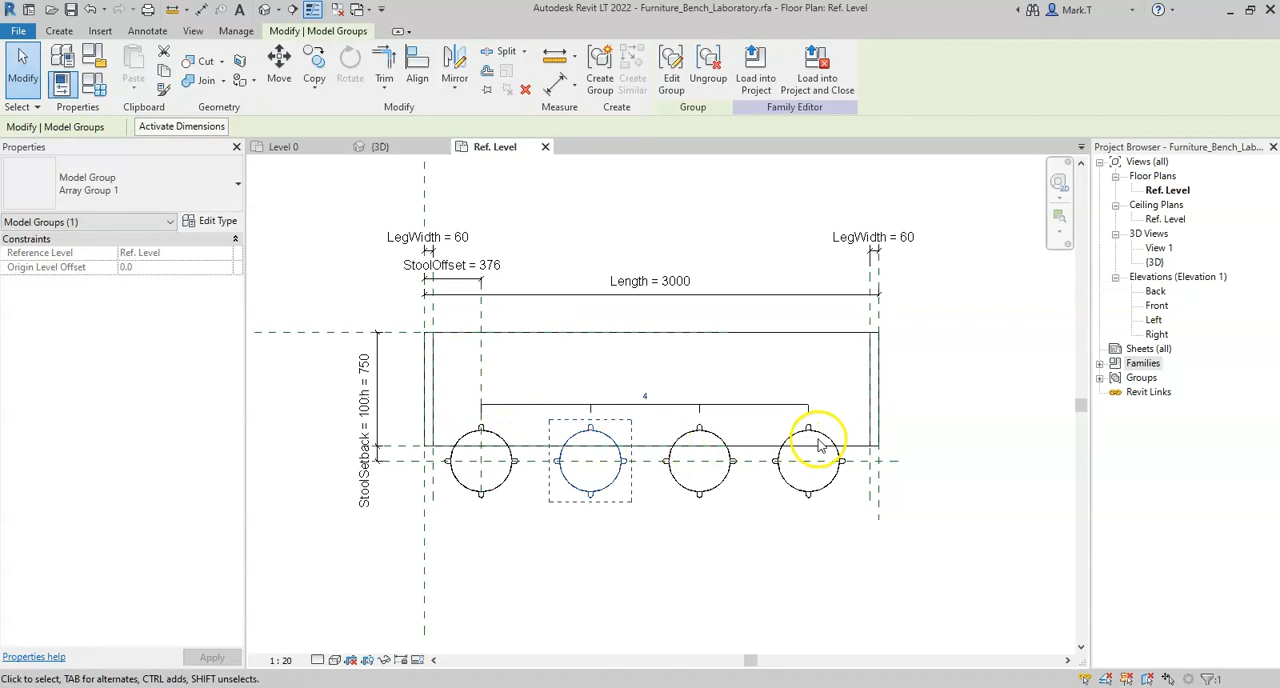 Autodesk Revit LT 2022 - Furniture_Bench_Laboratory.rfa - Floor Plan: Ref. Level
Mark.T
File Create Insert Annotate View Manage Modify | Model Groups
Modify
Paste
Cut
Join
Move
Copy
Rotate
Trim
Align
Mirror
Split
Create Group
Create Similar
Edit Group
Ungroup
Load into Project
Load into Project and Close
Select Properties Clipboard Geometry Modify Measure Create Group Family Editor
Modify | Model Groups Activate Dimensions
Properties
Level 0 {3D} Ref. Level
Model Group
Array Group 1
Model Groups (1) Edit Type
Constraints
Reference Level Ref. Level
Origin Level Offset 0.0
Properties help Apply
LegWidth = 60 LegWidth = 60
StoolOffset = 376
Length = 3000
StoolSetback = 100h = 750
4
2D
1 : 20
Project Browser - Furniture_Bench_Lab...
Views (all)
Floor Plans
Ref. Level
Ceiling Plans
Ref. Level
3D Views
View 1
{3D}
Elevations (Elevation 1)
Back
Front
Left
Right
Sheets (all)
Families
Groups
Revit Links
Click to select, TAB for alternates, CTRL adds, SHIFT unselects.
:1